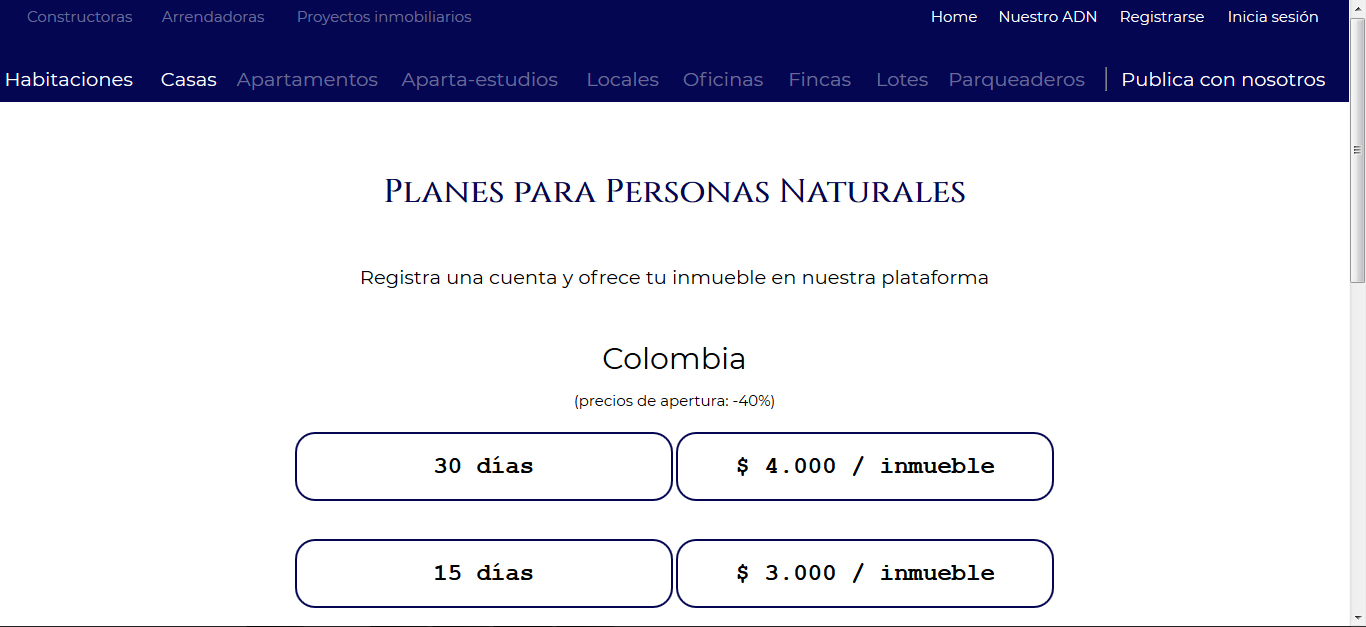 Constructoras Arrendadoras Proyectos inmobiliarios Home Nuestro ADN Registrarse Inicia sesión
Habitaciones Casas Apartamentos Aparta-estudios Locales Oficinas Fincas Lotes Parqueaderos | Publica con nosotros
Planes para Personas Naturales
Registra una cuenta y ofrece tu inmueble en nuestra plataforma
Colombia
(precios de apertura: -40%)
30 días $ 4.000 / inmueble
15 días $ 3.000 / inmueble